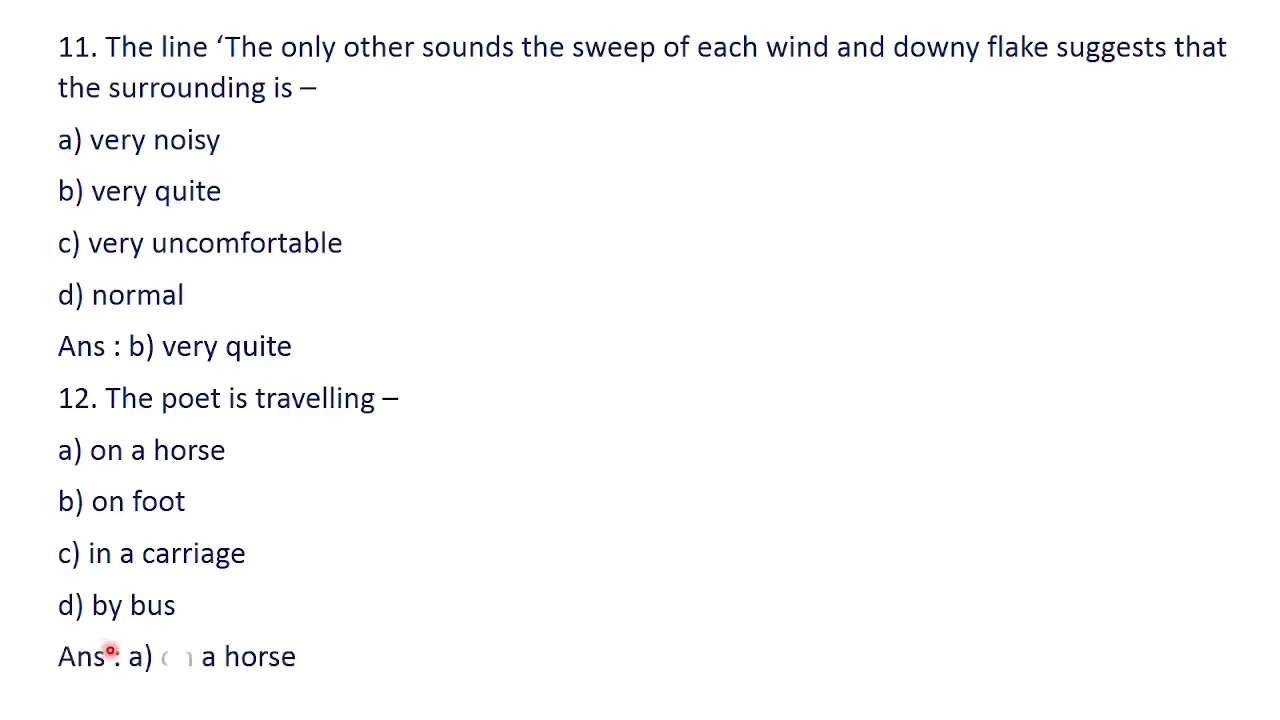 11. The line ‘The only other sounds the sweep of each wind and downy flake suggests that
the surrounding is –
a) very noisy
b) very quite
c) very uncomfortable
d) normal
Ans : b) very quite
12. The poet is travelling –
a) on a horse
b) on foot
c) in a carriage
d) by bus
Ans : a) on a horse